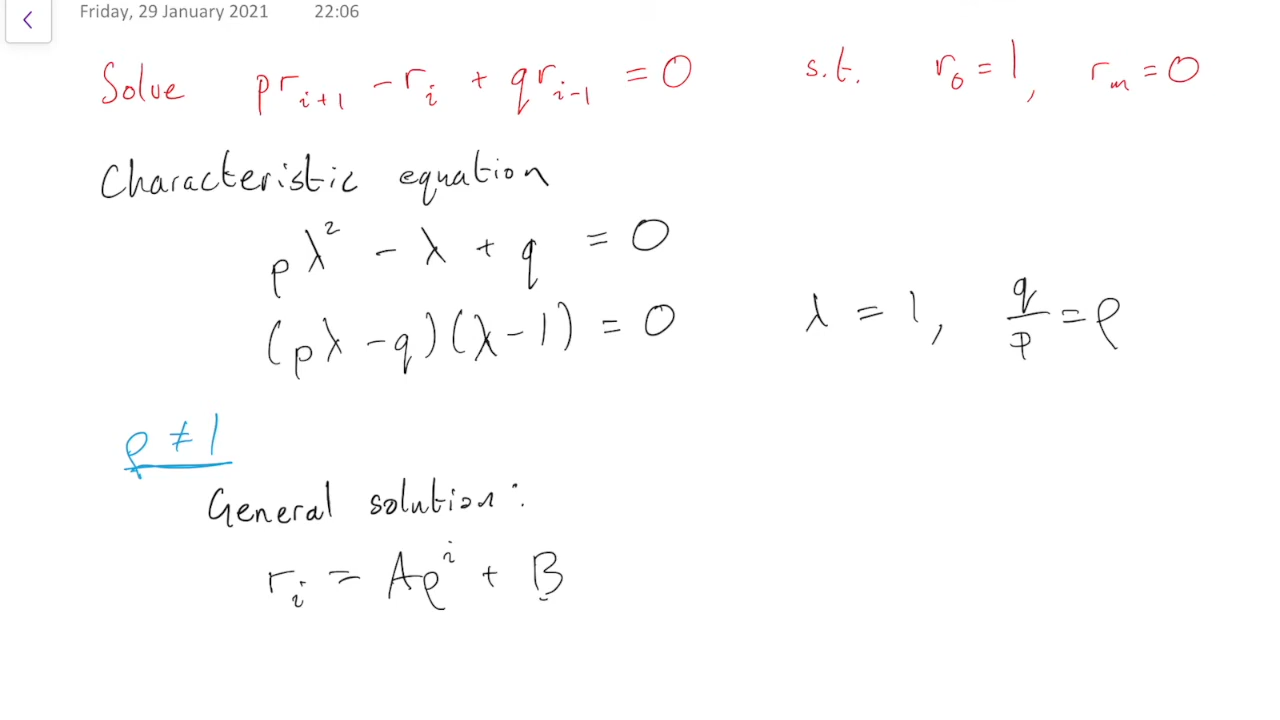 Friday, 29 January 2021 22:06
Solve pr_{i+1} - r_i + qr_{i-1} = 0 s.t. r_0 = 1, r_m = 0
Characteristic equation
pλ² - λ + q = 0
(pλ - q)(λ - 1) = 0 λ = 1, q/p = ρ
ρ ≠ 1
General solution:
r_i = Aρ^i + B